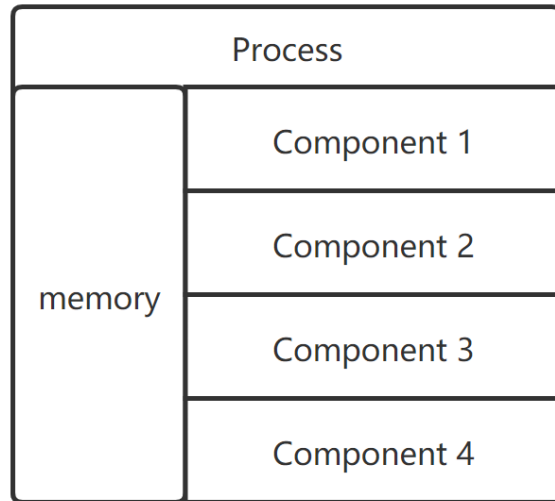 Process
memory
Component 1
Component 2
Component 3
Component 4